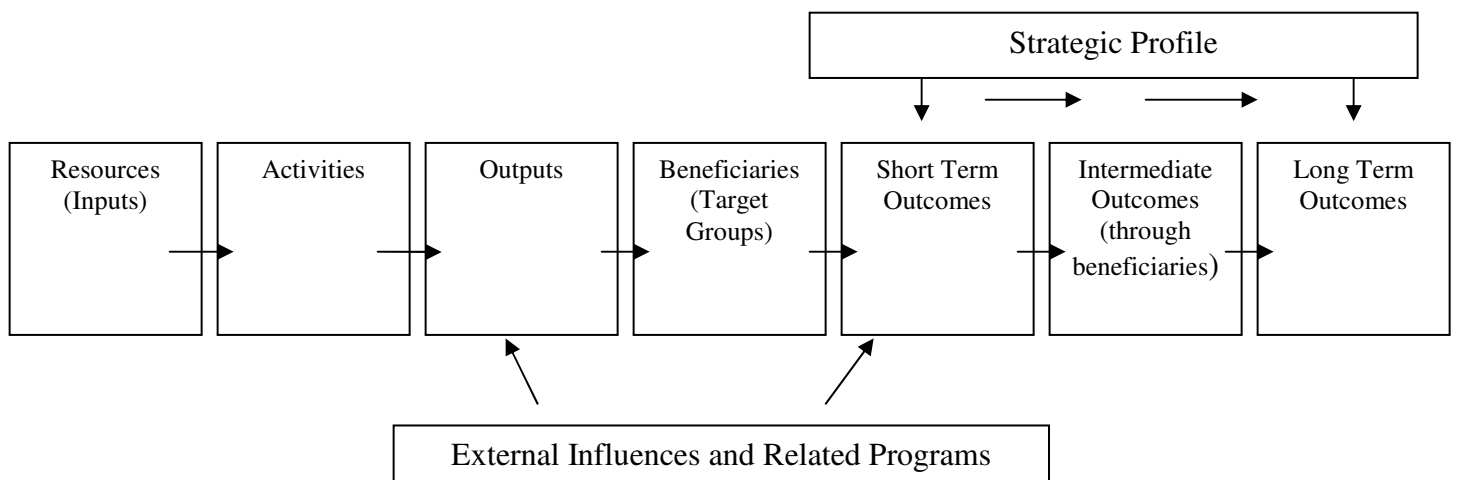 Strategic Profile
Resources
(Inputs)
Activities
Outputs
Beneficiaries
(Target
Groups)
Short Term
Outcomes
Intermediate
Outcomes
(through
beneficiaries)
Long Term
Outcomes
External Influences and Related Programs